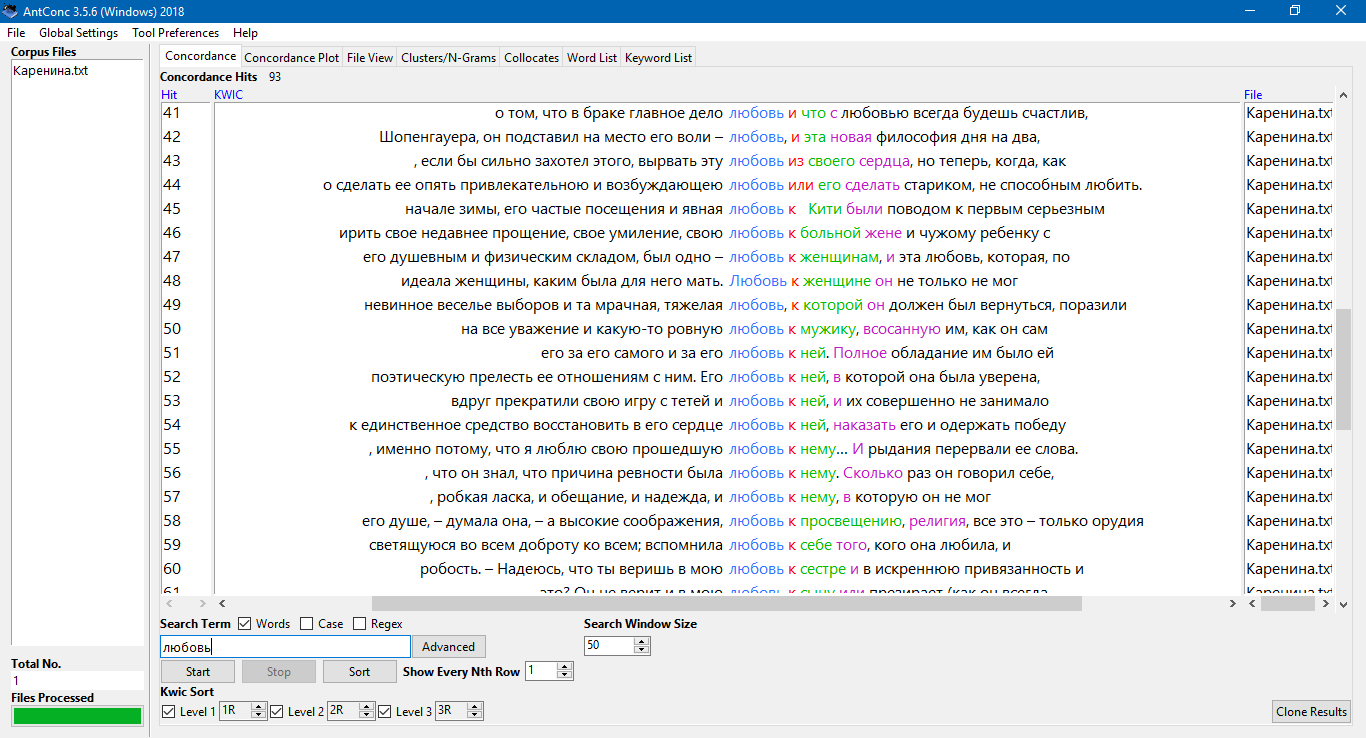 AntConc 3.5.6 (Windows) 2018
File Global Settings Tool Preferences Help
Corpus Files
Каренина.txt
Total No.
1
Files Processed
Concordance Concordance Plot File View Clusters/N-Grams Collocates Word List Keyword List
Concordance Hits 93
Hit KWIC File
41 о том, что в браке главное дело любовь и что с любовью всегда будешь счастлив, Каренина.txt
42 Шопенгауера, он подставил на место его воли – любовь, и эта новая философия дня на два, Каренина.txt
43 , если бы сильно захотел этого, вырвать эту любовь из своего сердца, но теперь, когда, как Каренина.txt
44 о сделать ее опять привлекательною и возбуждающею любовь или его сделать стариком, не способным любить. Каренина.txt
45 начале зимы, его частые посещения и явная любовь к Кити были поводом к первым серьезным Каренина.txt
46 ирить свое недавнее прощение, свое умиление, свою любовь к больной жене и чужому ребенку с Каренина.txt
47 его душевным и физическим складом, был одно – любовь к женщинам, и эта любовь, которая, по Каренина.txt
48 идеала женщины, каким была для него мать. Любовь к женщине он не только не мог Каренина.txt
49 невинное веселье выборов и та мрачная, тяжелая любовь, к которой он должен был вернуться, поразили Каренина.txt
50 на все уважение и какую-то ровную любовь к мужику, всосанную им, как он сам Каренина.txt
51 его за его самого и за его любовь к ней. Полное обладание им было ей Каренина.txt
52 поэтическую прелесть ее отношениям с ним. Его любовь к ней, в которой она была уверена, Каренина.txt
53 вдруг прекратили свою игру с тетей и любовь к ней, и их совершенно не занимало Каренина.txt
54 к единственное средство восстановить в его сердце любовь к ней, наказать его и одержать победу Каренина.txt
55 , именно потому, что я люблю свою прошедшую любовь к нему... И рыдания перервали ее слова. Каренина.txt
56 , что он знал, что причина ревности была любовь к нему. Сколько раз он говорил себе, Каренина.txt
57 , робкая ласка, и обещание, и надежда, и любовь к нему, в которую он не мог Каренина.txt
58 его душе, – думала она, – а высокие соображения, любовь к просвещению, религия, все это – только орудия Каренина.txt
59 светящуюся во всем доброту ко всем; вспомнила любовь к себе того, кого она любила, и Каренина.txt
60 робость. – Надеюсь, что ты веришь в мою любовь к сестре и в искреннюю привязанность и Каренина.txt
61 это? Он не верит и в мою любовь к сыну или презирает (как он всегда Каренина.txt
Search Term Words Case Regex Search Window Size
любовь Advanced 50
Start Stop Sort Show Every Nth Row 1
Kwic Sort
Level 1 1R Level 2 2R Level 3 3R Clone Results